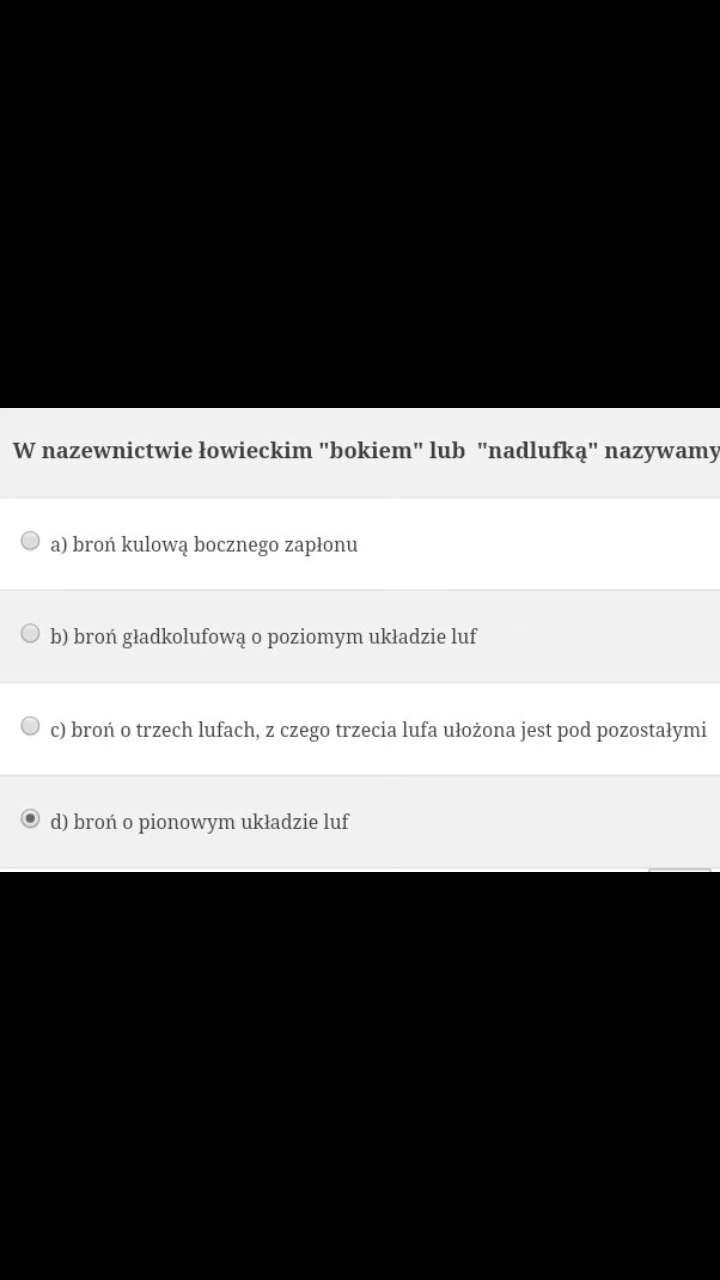 W nazewnictwie łowieckim "bokiem" lub "nadlufką" nazywamy
a) broń kulową bocznego zapłonu
b) broń gładkolufową o poziomym układzie luf
c) broń o trzech lufach, z czego trzecia lufa ułożona jest pod pozostałymi
d) broń o pionowym układzie luf